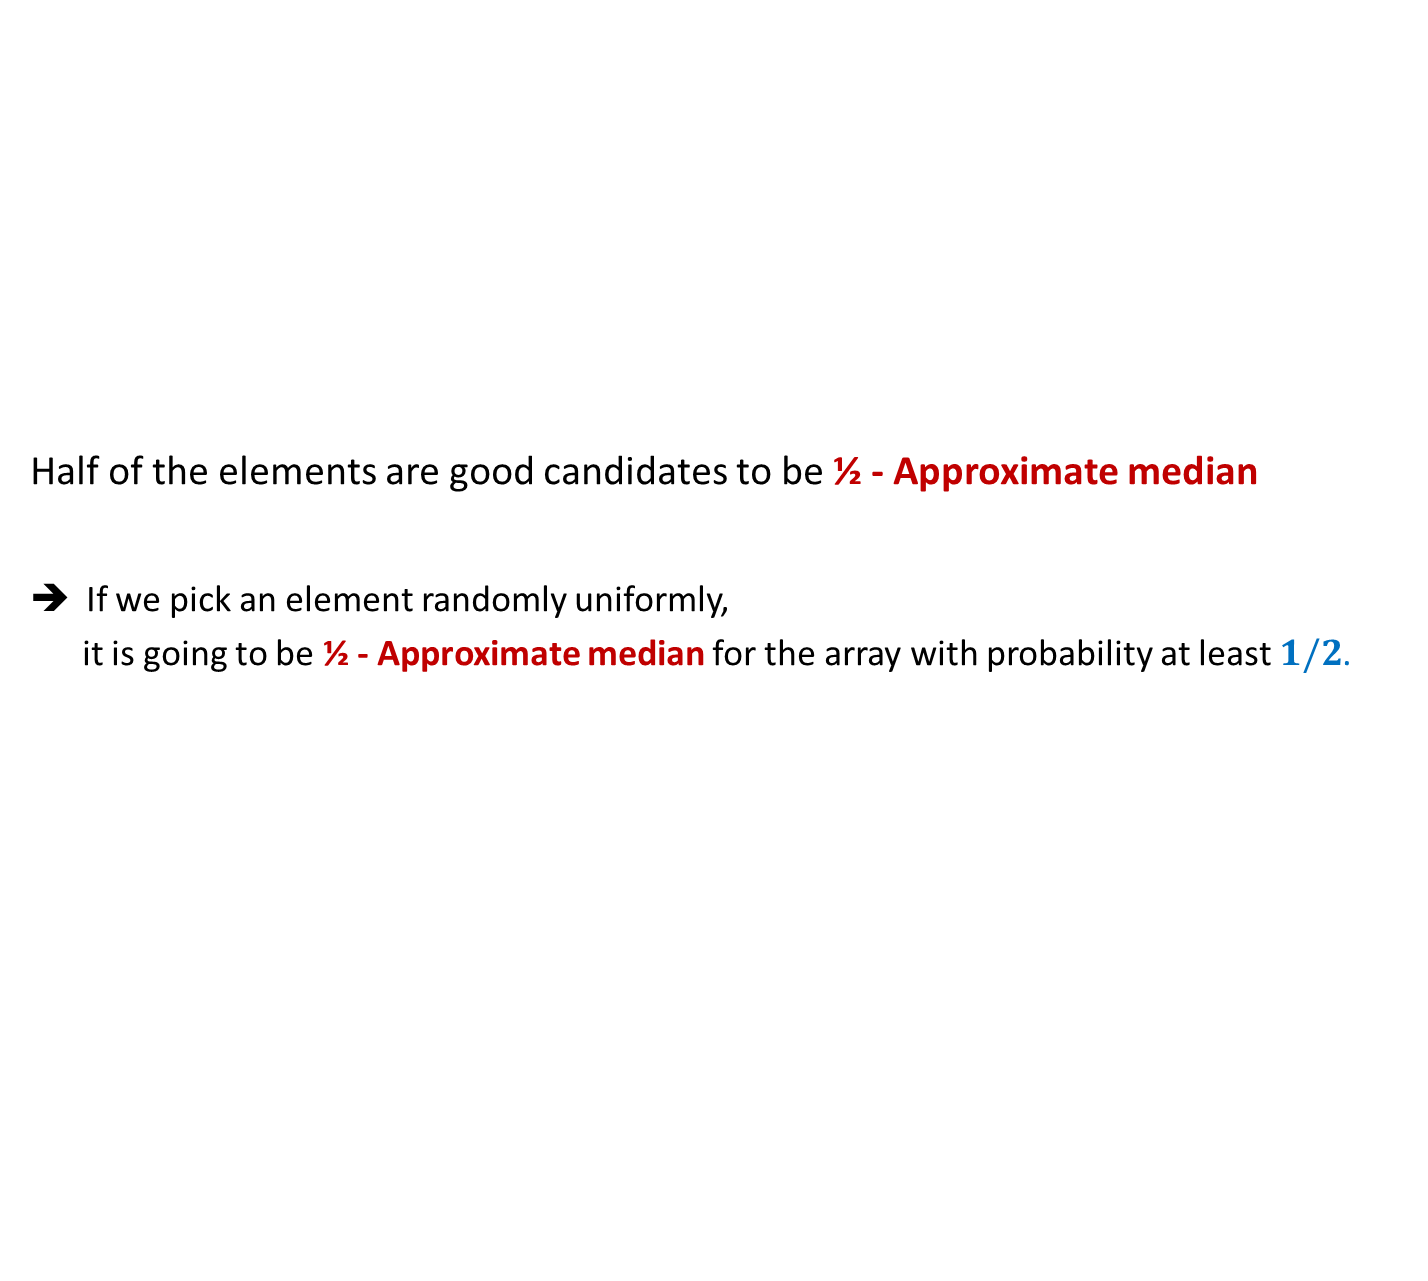 Half of the elements are good candidates to be ½ - Approximate median
➔ If we pick an element randomly uniformly,
it is going to be ½ - Approximate median for the array with probability at least 1/2.